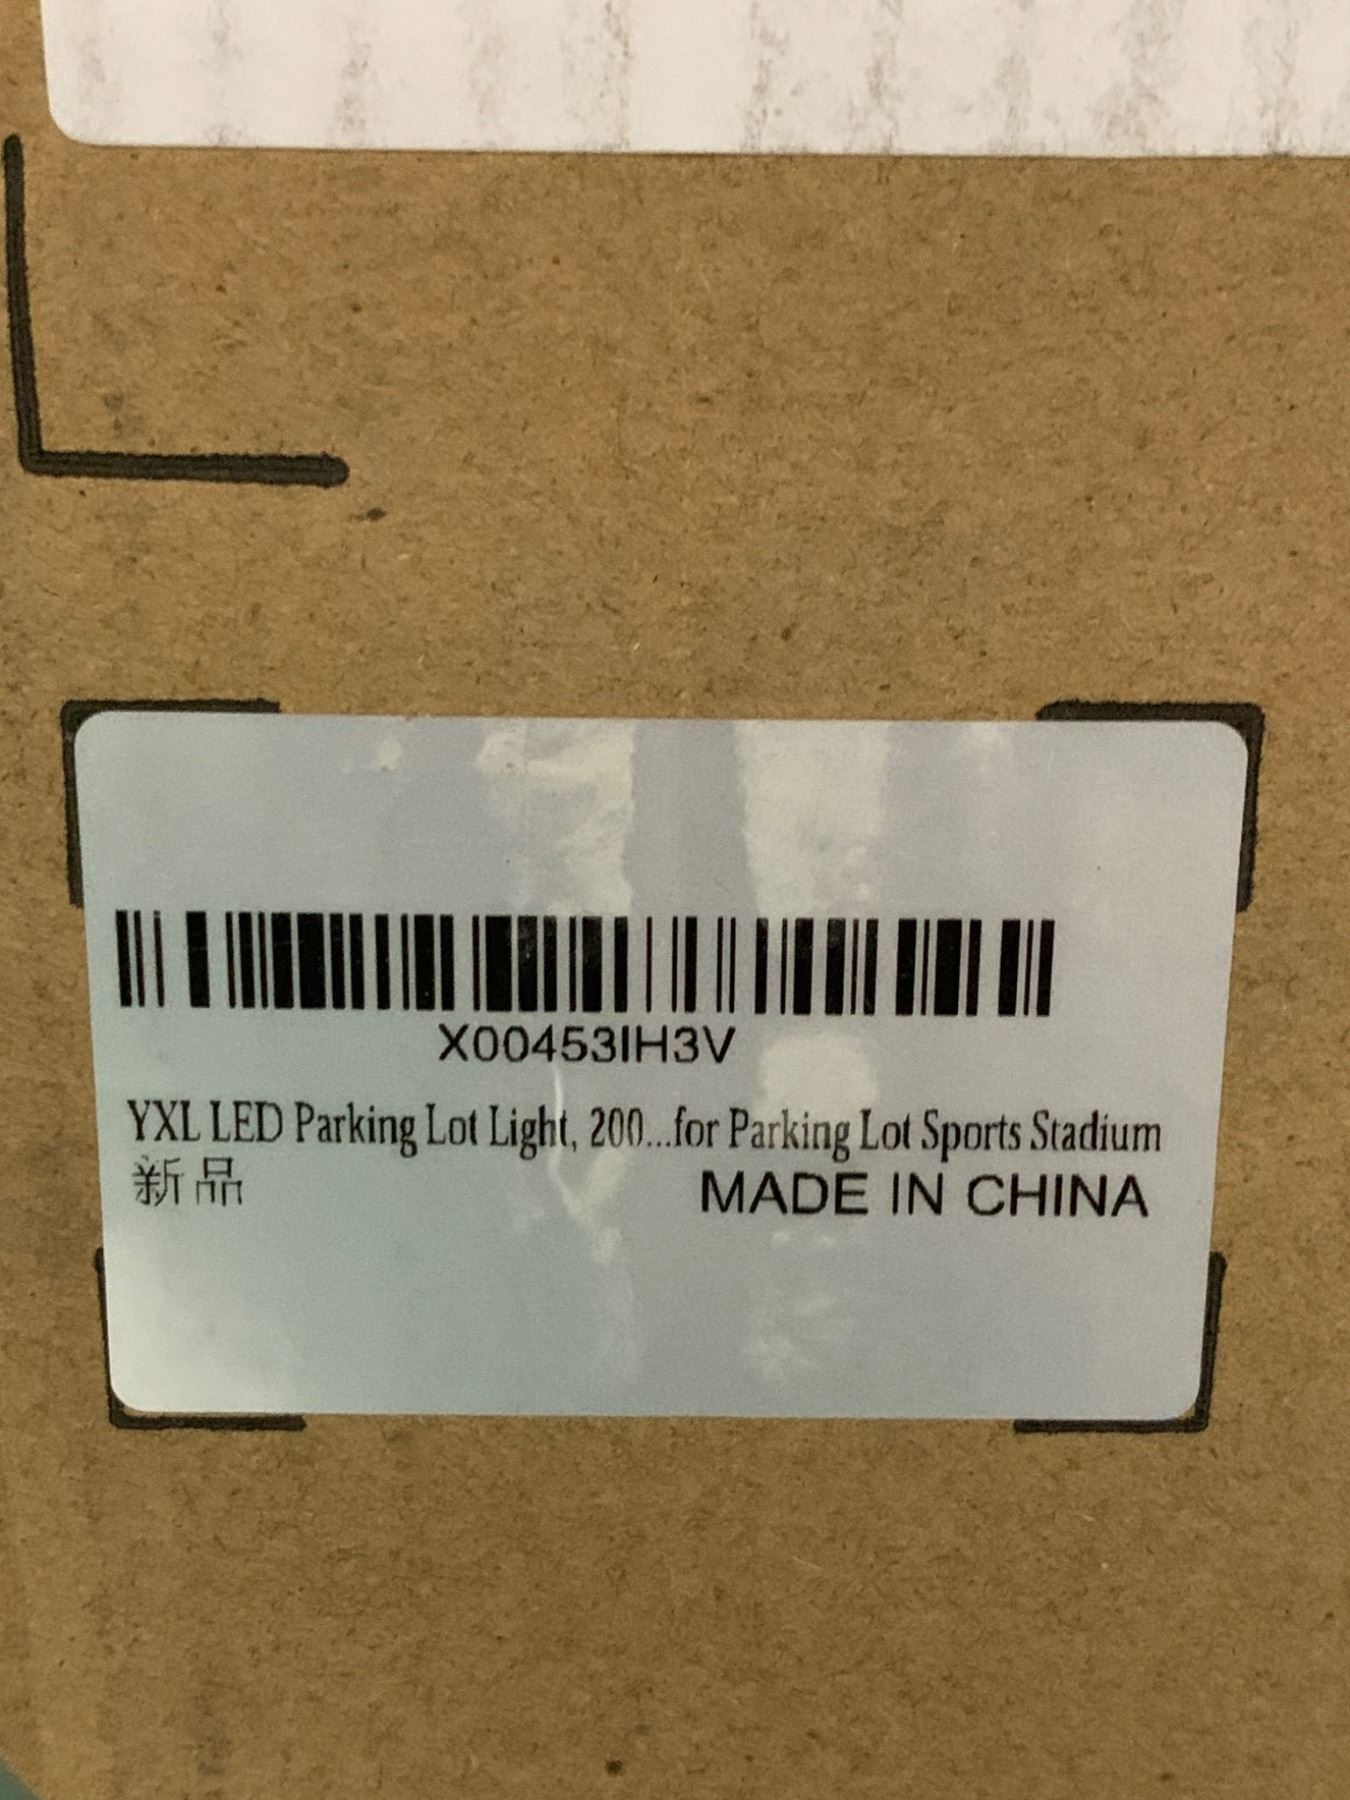 X00453IH3V
YXL LED Parking Lot Light, 200...for Parking Lot Sports Stadium
新品 MADE IN CHINA